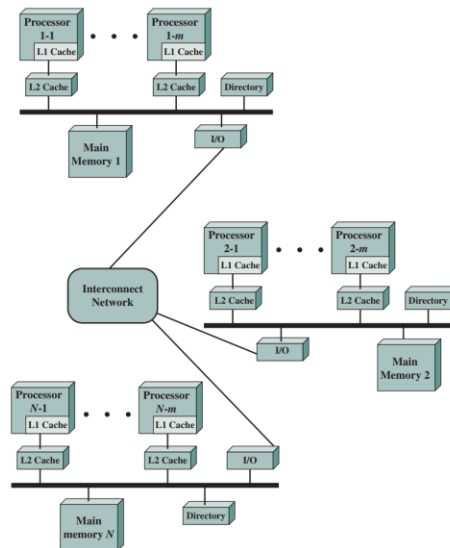 Processor
1-1
L1 Cache
Processor
1-m
L1 Cache
L2 Cache
L2 Cache
Directory
Main
Memory 1
I/O
Processor
2-1
L1 Cache
Processor
2-m
L1 Cache
Interconnect
Network
L2 Cache
L2 Cache
Directory
I/O
Main
Memory 2
Processor
N-1
L1 Cache
Processor
N-m
L1 Cache
L2 Cache
L2 Cache
I/O
Main
memory N
Directory